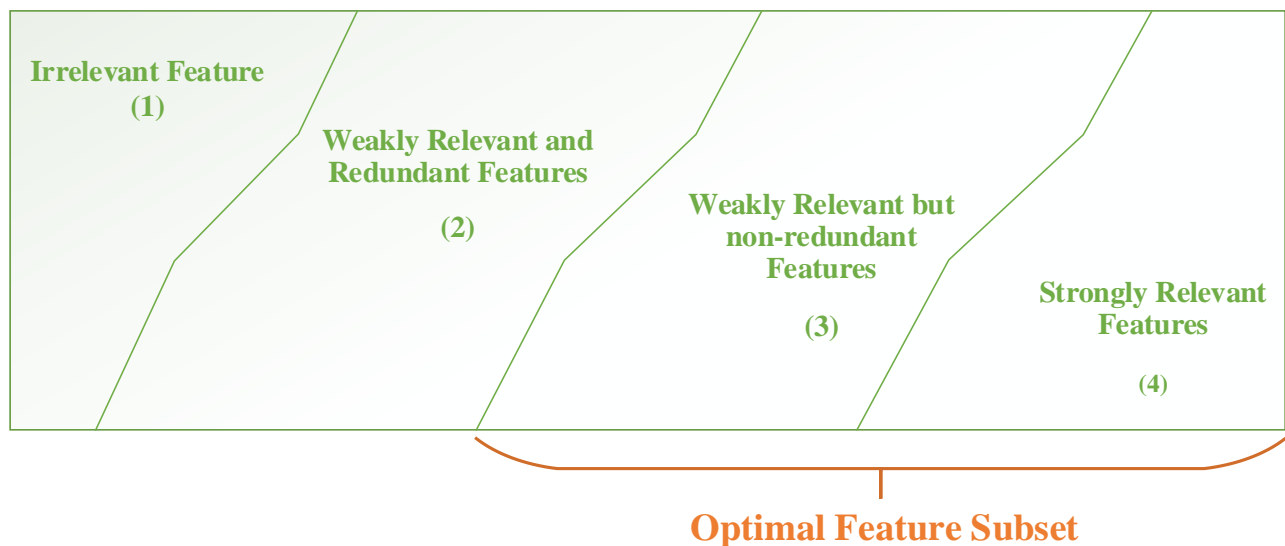 Irrelevant Feature
(1)
Weakly Relevant and
Redundant Features
(2)
Weakly Relevant but
non-redundant
Features
(3)
Strongly Relevant
Features
(4)
Optimal Feature Subset